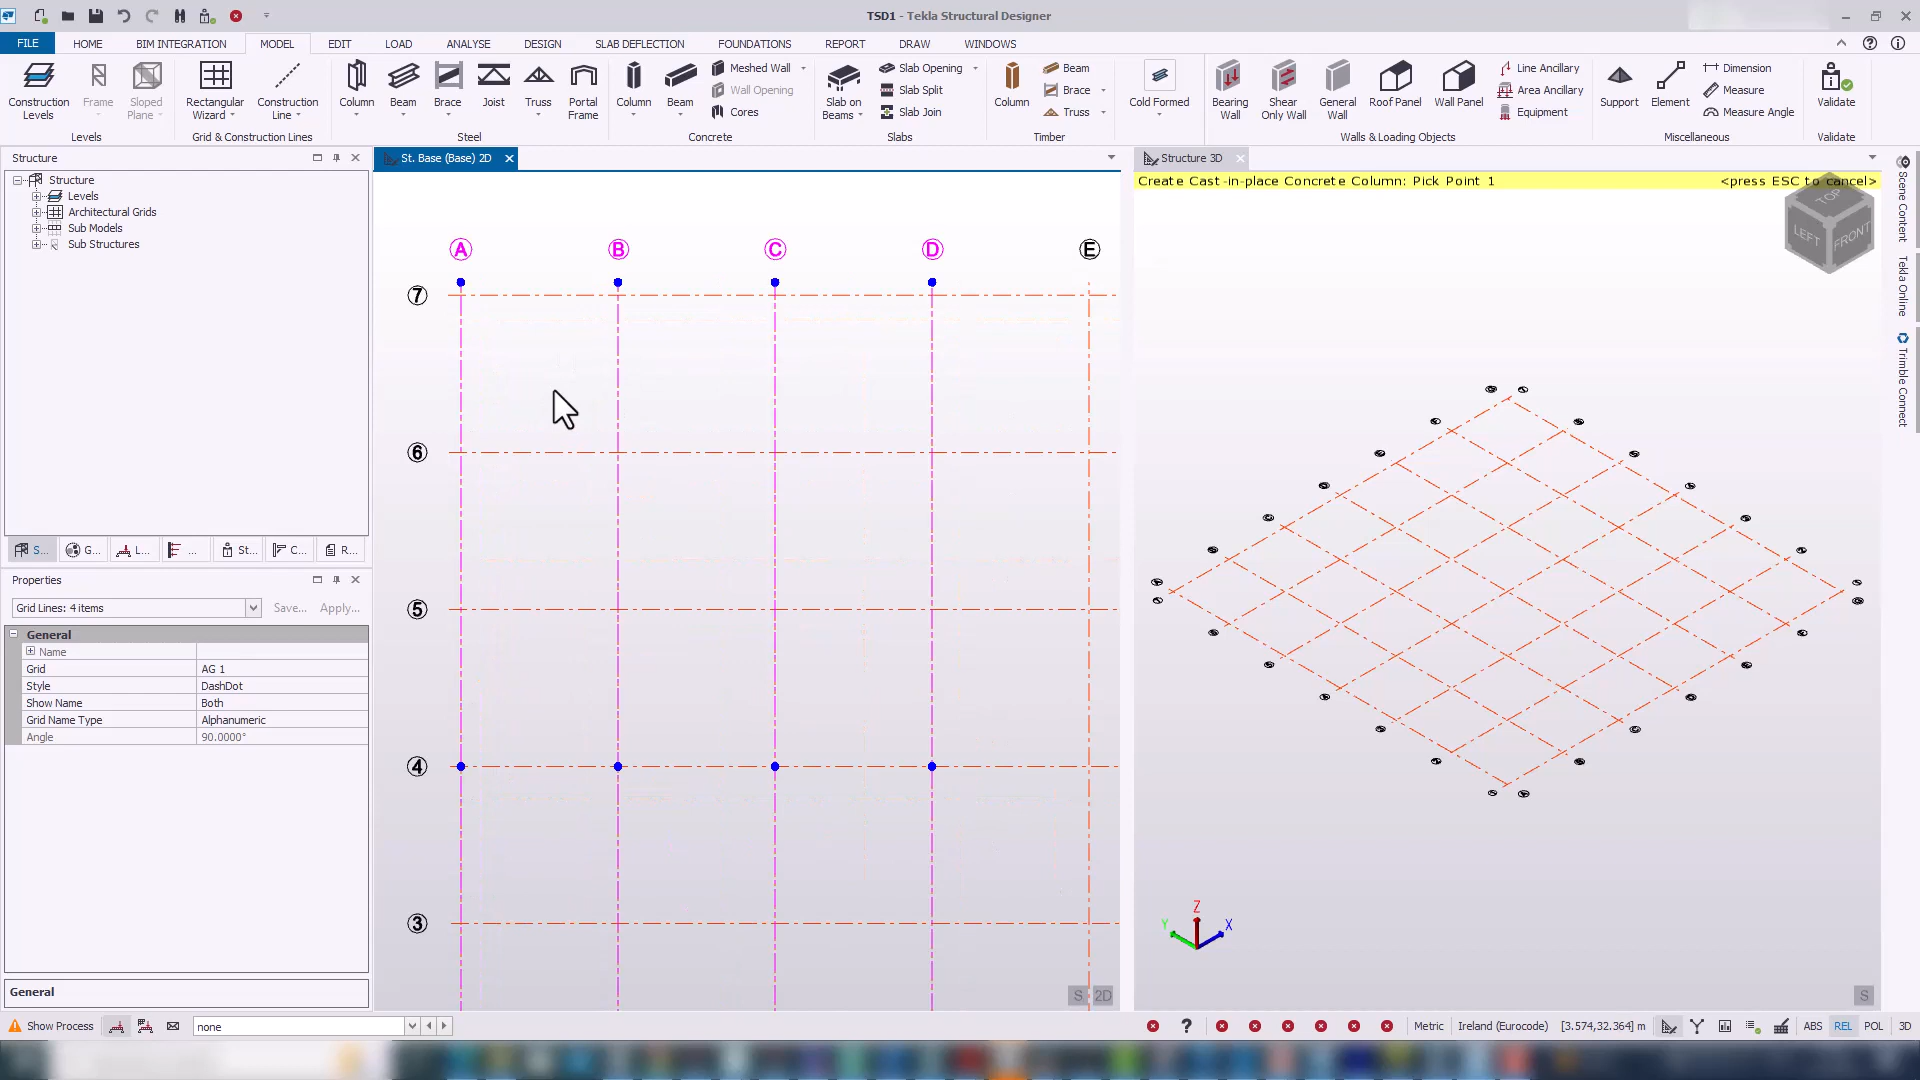 TSD1 - Tekla Structural Designer
FILE
HOME
BIM INTEGRATION
MODEL
EDIT
LOAD
ANALYSE
DESIGN
SLAB DEFLECTION
FOUNDATIONS
REPORT
DRAW
WINDOWS
Construction Levels
Frame
Sloped Plane
Levels
Rectangular Wizard
Construction Line
Grid & Construction Lines
Column
Beam
Brace
Joist
Truss
Portal Frame
Steel
Column
Beam
Meshed Wall
Wall Opening
Cores
Concrete
Slab on Beams
Slab Opening
Slab Split
Slab Join
Slabs
Column
Beam
Brace
Truss
Timber
Cold Formed
Bearing Wall
Shear Only Wall
General Wall
Roof Panel
Wall Panel
Line Ancillary
Area Ancillary
Equipment
Walls & Loading Objects
Support
Element
Dimension
Measure
Measure Angle
Miscellaneous
Validate
Validate
Structure
Structure
Levels
Architectural Grids
Sub Models
Sub Structures
S...
G...
L...
...
St...
C...
R...
Properties
Grid Lines: 4 items
Save...
Apply...
General
Name
Grid AG 1
Style DashDot
Show Name Both
Grid Name Type Alphanumeric
Angle 90.0000°
General
St. Base (Base) 2D
A B C D E
7
6
5
4
3
S 2D
Structure 3D
Create Cast-in-place Concrete Column: Pick Point 1 <press ESC to cancel>
TOP
LEFT
FRONT
Z
Y
X
S
Scene Content
Tekla Online
Trimble Connect
Show Process
none
Metric
Ireland (Eurocode)
[3.574,32.364] m
ABS
REL
POL
3D